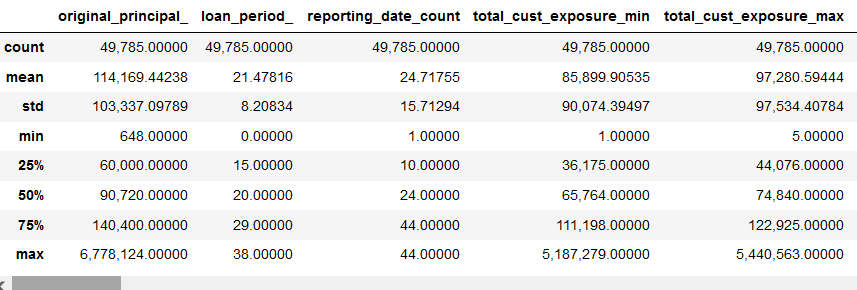 original_principal_ loan_period_ reporting_date_count total_cust_exposure_min total_cust_exposure_max
count 49,785.00000 49,785.00000 49,785.00000 49,785.00000 49,785.00000
mean 114,169.44238 21.47816 24.71755 85,899.90535 97,280.59444
std 103,337.09789 8.20834 15.71294 90,074.39497 97,534.40784
min 648.00000 0.00000 1.00000 1.00000 5.00000
25% 60,000.00000 15.00000 10.00000 36,175.00000 44,076.00000
50% 90,720.00000 20.00000 24.00000 65,764.00000 74,840.00000
75% 140,400.00000 29.00000 44.00000 111,198.00000 122,925.00000
max 6,778,124.00000 38.00000 44.00000 5,187,279.00000 5,440,563.00000